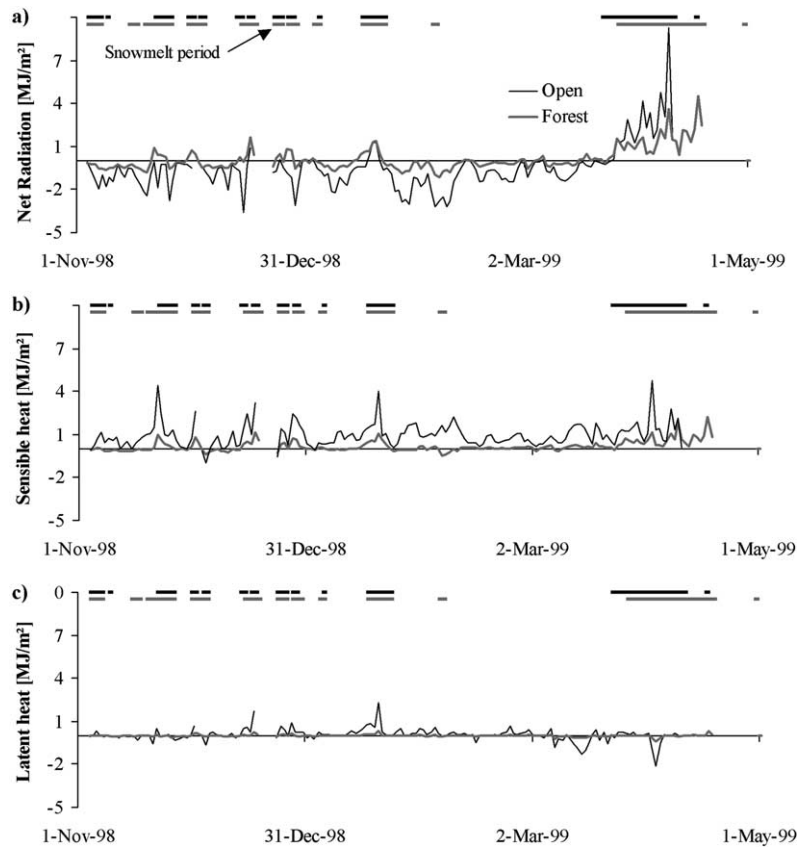 a)
Snowmelt period
Open
Forest
Net Radiation [MJ/m²]
7
4
1
-2
-5
1-Nov-98 31-Dec-98 2-Mar-99 1-May-99
b)
Sensible heat [MJ/m²]
7
4
1
-2
-5
1-Nov-98 31-Dec-98 2-Mar-99 1-May-99
c)
Latent heat [MJ/m²]
0
7
4
1
-2
-5
1-Nov-98 31-Dec-98 2-Mar-99 1-May-99